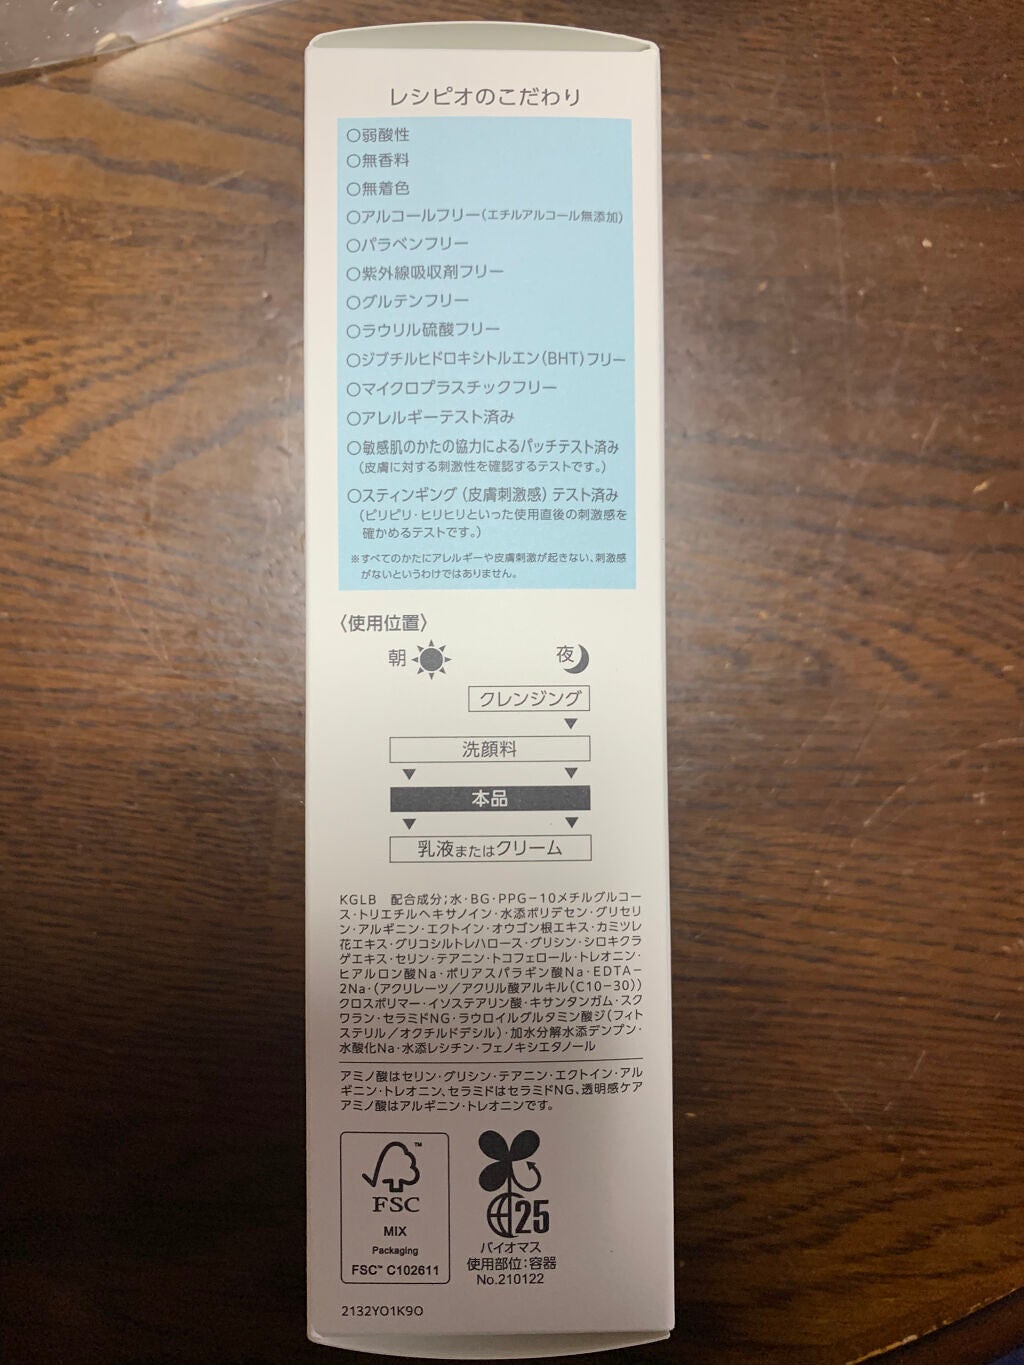 レシピオのこだわり
○弱酸性
○無香料
○無着色
○アルコールフリー(エチルアルコール無添加)
○パラベンフリー
○紫外線吸収剤フリー
○グルテンフリー
○ラウリル硫酸フリー
○ジブチルヒドロキシトルエン(BHT)フリー
○マイクロプラスチックフリー
○アレルギーテスト済み
○敏感肌のかたの協力によるパッチテスト済み
(皮膚に対する刺激性を確認するテストです。)
○スティンギング(皮膚刺激感)テスト済み
(ピリピリ・ヒリヒリといった使用直後の刺激感を
確かめるテストです。)
※すべてのかたにアレルギーや皮膚刺激が起きない、刺激感
がないというわけではありません。
〈使用位置〉
朝 夜
クレンジング
洗顔料
本品
乳液またはクリーム
KGLB 配合成分;水・BG・PPG-10メチルグルコー
ス・トリエチルヘキサノイン・水添ポリデセン・グリセリ
ン・アルギニン・エクトイン・オウゴン根エキス・カミツレ
花エキス・グリコシルトレハロース・グリシン・シロキクラ
ゲエキス・セリン・テアニン・トコフェロール・トレオニン・
ヒアルロン酸Na・ポリアスパラギン酸Na・EDTA-
2Na・(アクリレーツ/アクリル酸アルキル(C10-30))
クロスポリマー・イソステアリン酸・キサンタンガム・スク
ワラン・セラミドNG・ラウロイルグルタミン酸ジ(フィト
ステリル/オクチルドデシル)・加水分解水添デンプン・
水酸化Na・水添レシチン・フェノキシエタノール
アミノ酸はセリン・グリシン・テアニン・エクトイン・アル
ギニン・トレオニン、セラミドはセラミドNG、透明感ケア
アミノ酸はアルギニン・トレオニンです。
FSC™
MIX
Packaging
FSC™ C102611
25
バイオマス
使用部位:容器
No.210122
2132YO1K9O